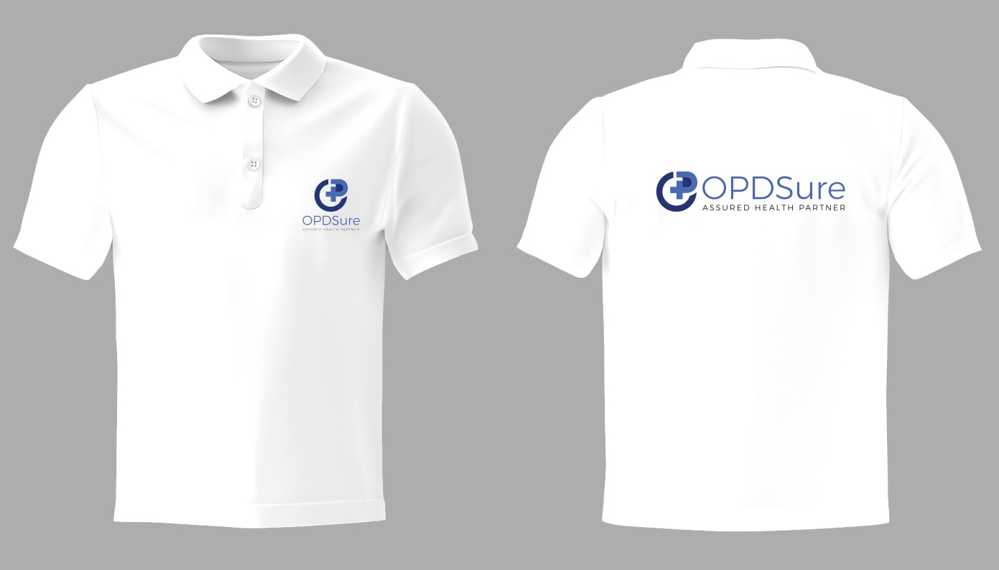 OPDSure
ASSURED HEALTH PARTNER
OPDSure
ASSURED HEALTH PARTNER